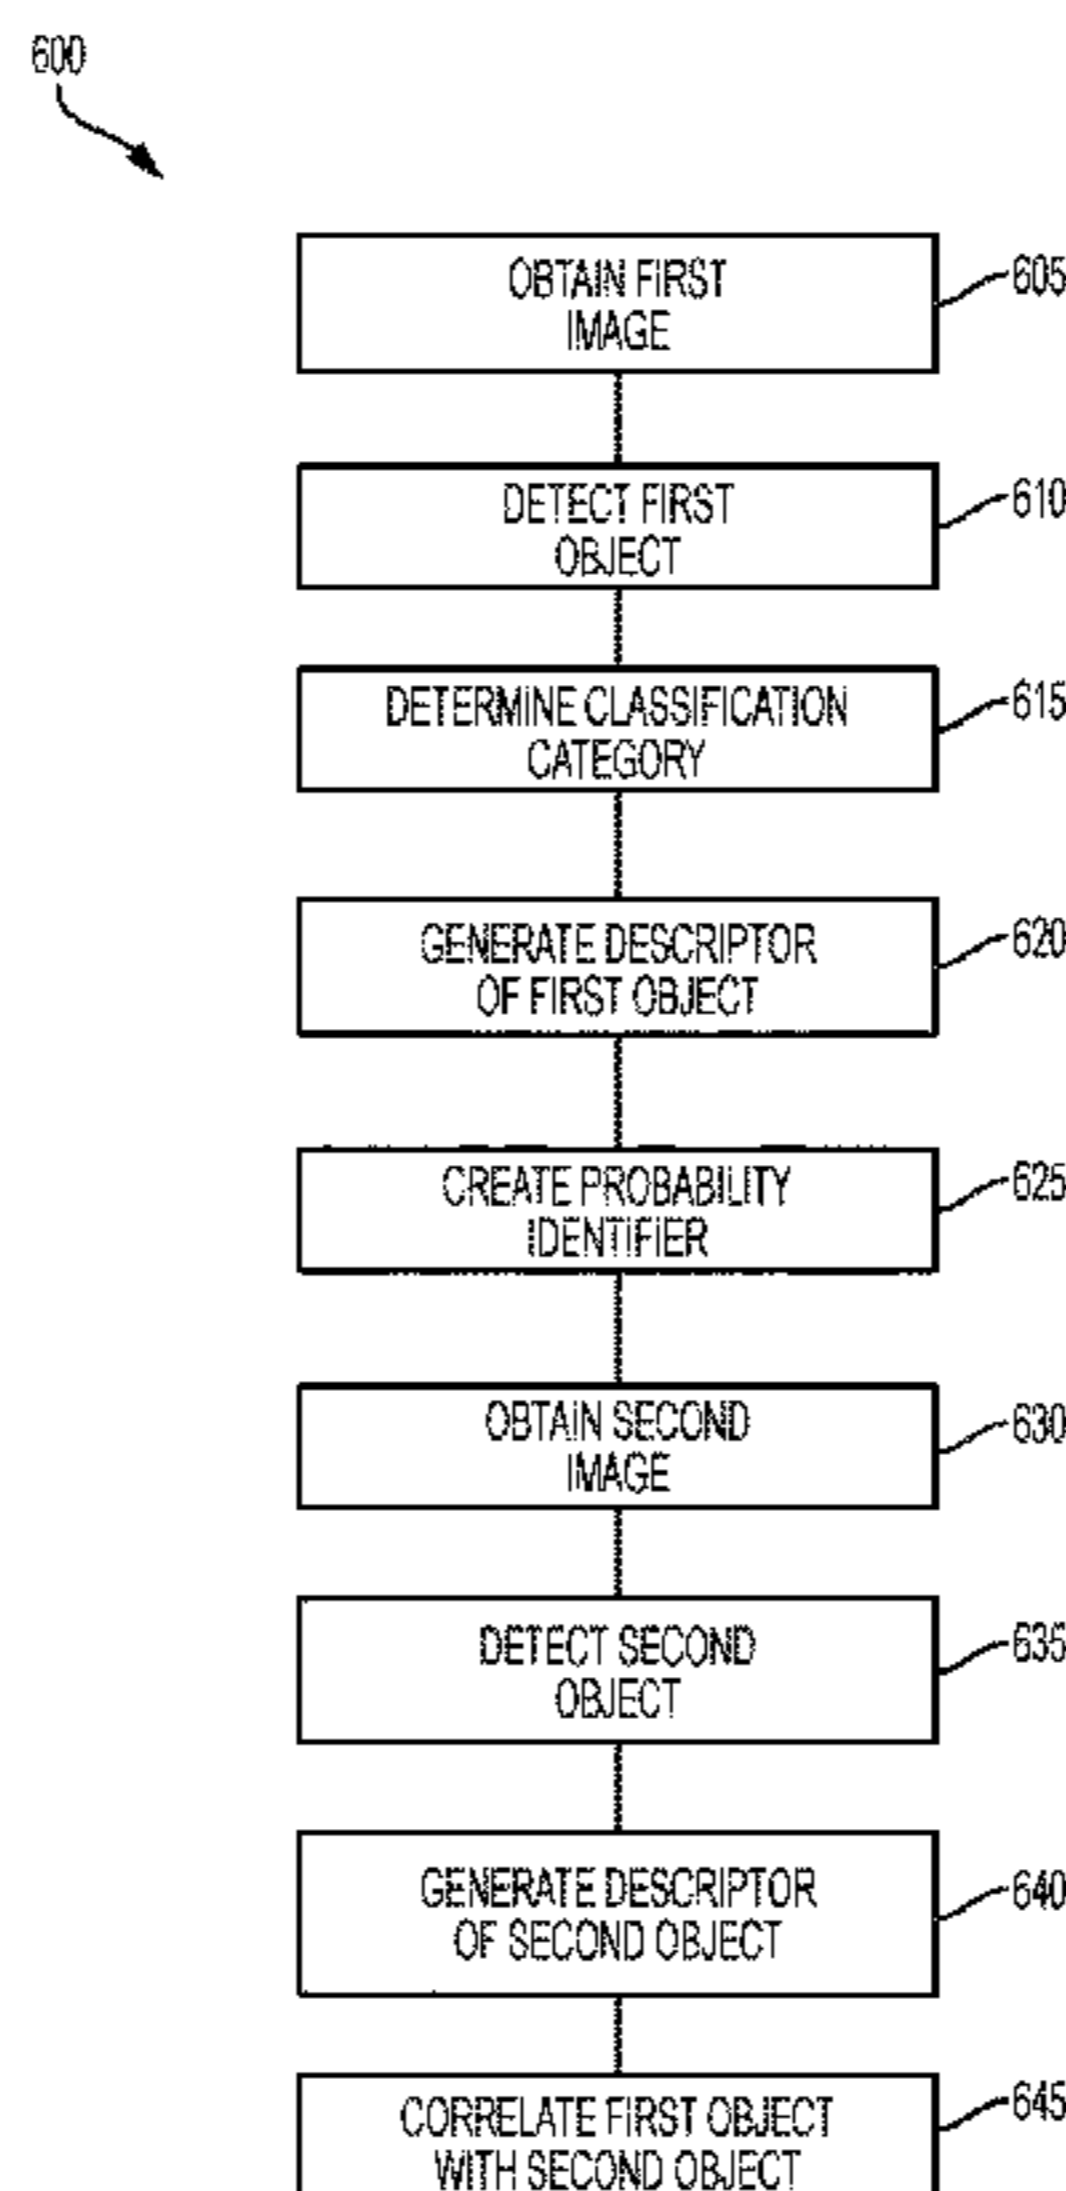 600
OBTAIN FIRST
IMAGE
605
DETECT FIRST
OBJECT
610
DETERMINE CLASSIFICATION
CATEGORY
615
GENERATE DESCRIPTOR
OF FIRST OBJECT
620
CREATE PROBABILITY
IDENTIFIER
625
OBTAIN SECOND
IMAGE
630
DETECT SECOND
OBJECT
635
GENERATE DESCRIPTOR
OF SECOND OBJECT
640
CORRELATE FIRST OBJECT
WITH SECOND OBJECT
645